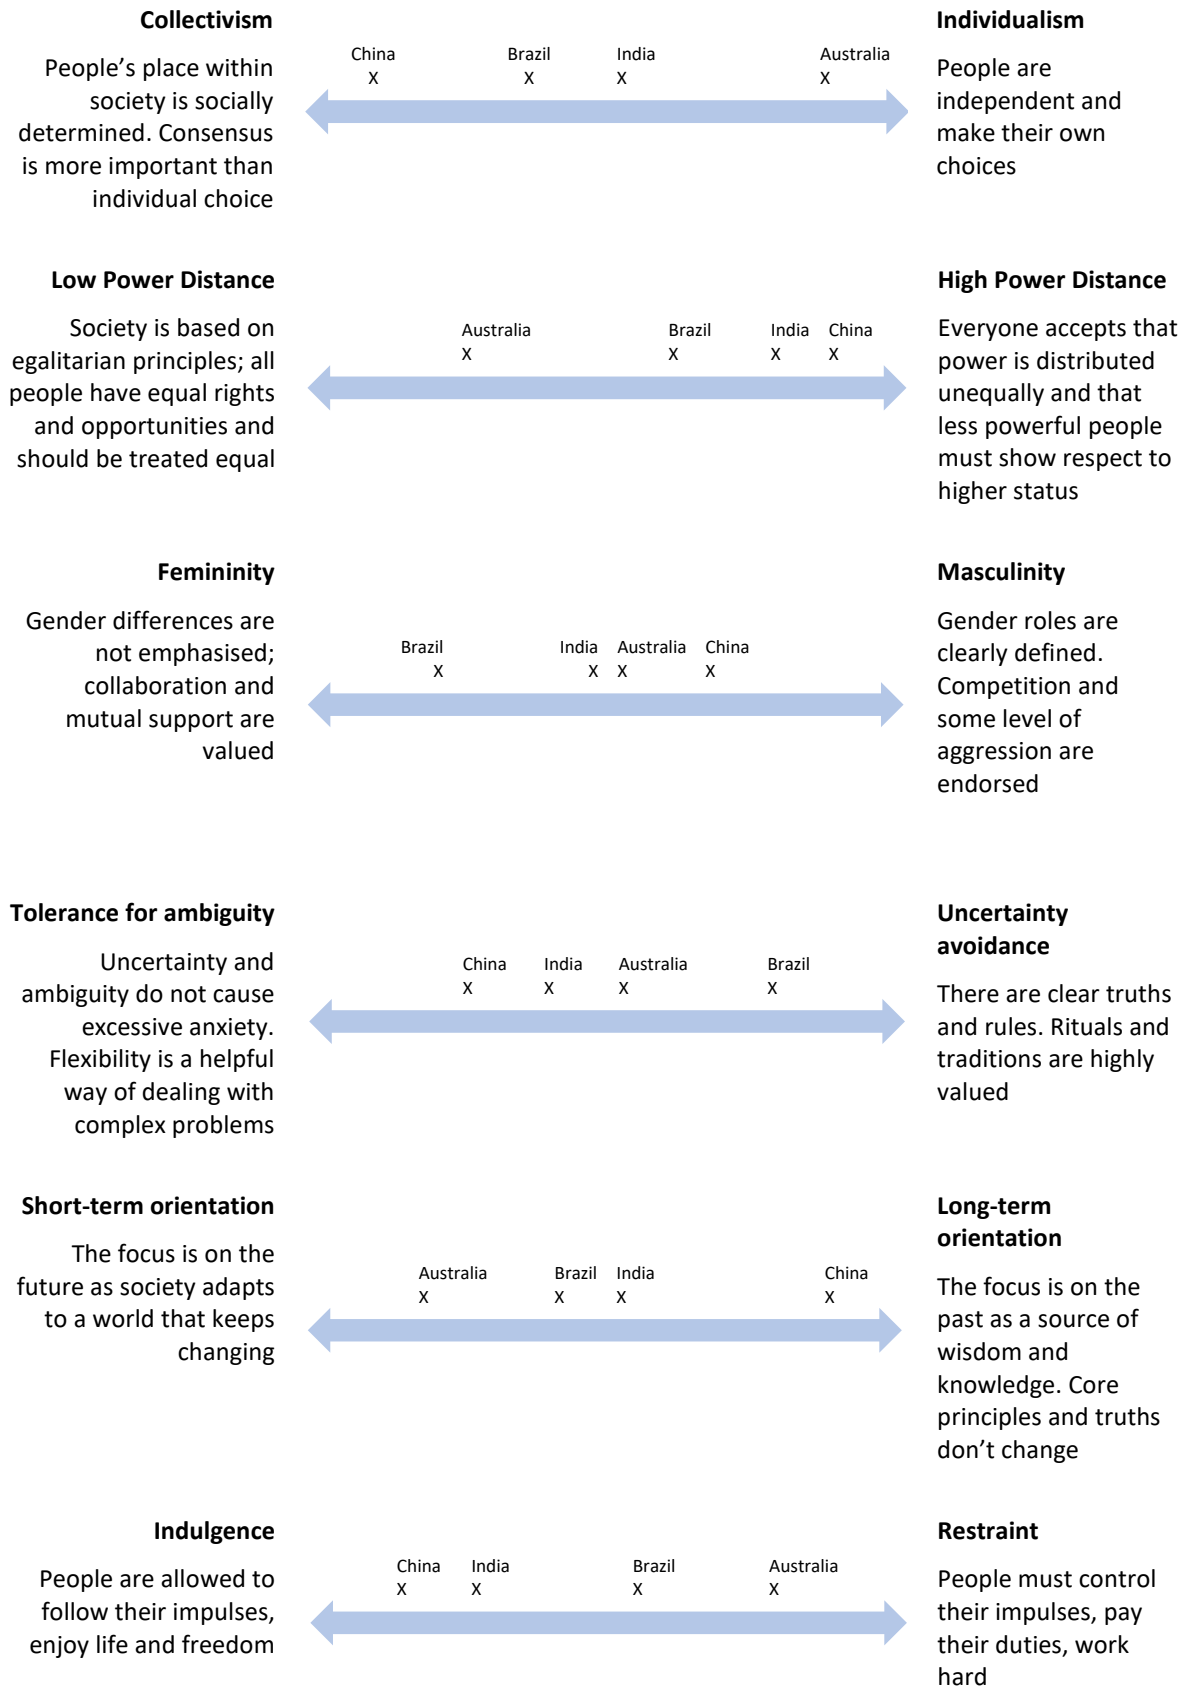 Collectivism
People's place within
society is socially
determined. Consensus
is more important than
individual choice
China Brazil India Australia
X X X X
Individualism
People are
independent and
make their own
choices
Low Power Distance
Society is based on
egalitarian principles; all
people have equal rights
and opportunities and
should be treated equal
Australia Brazil India China
X X X X
High Power Distance
Everyone accepts that
power is distributed
unequally and that
less powerful people
must show respect to
higher status
Femininity
Gender differences are
not emphasised;
collaboration and
mutual support are
valued
Brazil India Australia China
X X X X
Masculinity
Gender roles are
clearly defined.
Competition and
some level of
aggression are
endorsed
Tolerance for ambiguity
Uncertainty and
ambiguity do not cause
excessive anxiety.
Flexibility is a helpful
way of dealing with
complex problems
China India Australia Brazil
X X X X
Uncertainty
avoidance
There are clear truths
and rules. Rituals and
traditions are highly
valued
Short-term orientation
The focus is on the
future as society adapts
to a world that keeps
changing
Australia Brazil India China
X X X X
Long-term
orientation
The focus is on the
past as a source of
wisdom and
knowledge. Core
principles and truths
don't change
Indulgence
People are allowed to
follow their impulses,
enjoy life and freedom
China India Brazil Australia
X X X X
Restraint
People must control
their impulses, pay
their duties, work
hard